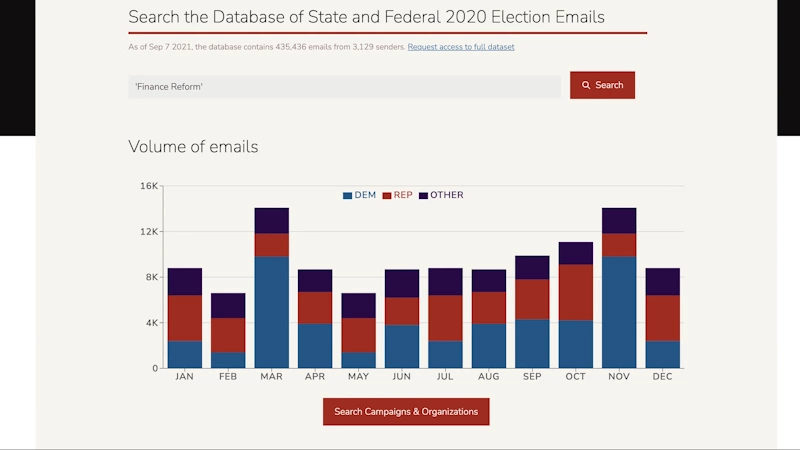 Search the Database of State and Federal 2020 Election Emails
As of Sep 7 2021, the database contains 435,436 emails from 3,129 senders. Request access to full dataset
'Finance Reform'
Search
Volume of emails
16K
DEM REP OTHER
12K
8K
4K
0
JAN FEB MAR APR MAY JUN JUL AUG SEP OCT NOV DEC
Search Campaigns & Organizations